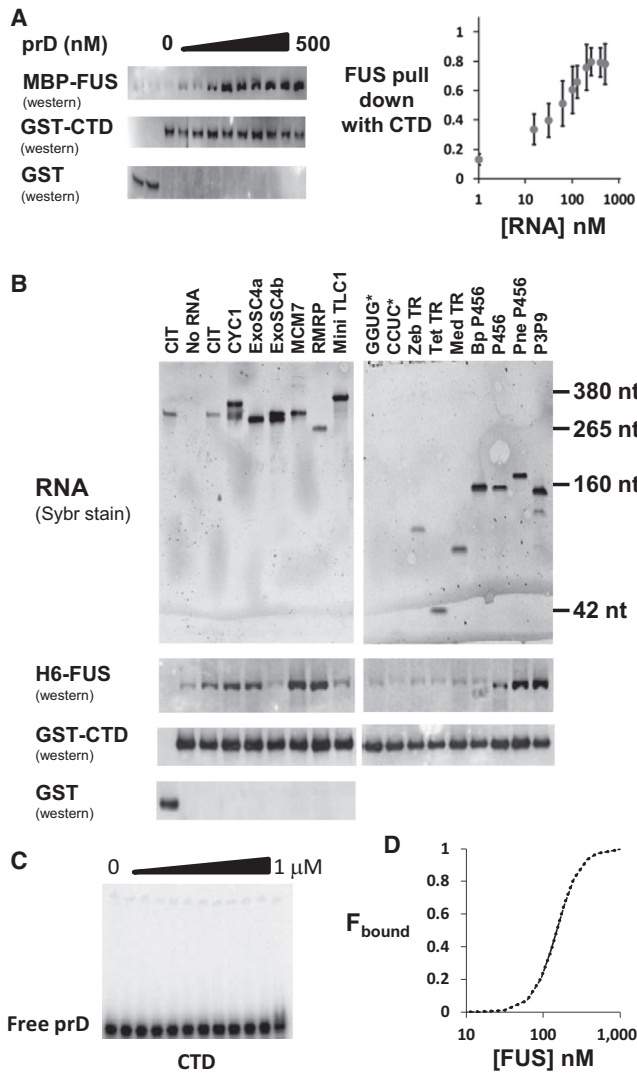 A
prD (nM) 0 500
MBP-FUS
(western)
GST-CTD
(western)
GST
(western)
FUS pull
down
with CTD
1
0.8
0.6
0.4
0.2
0
1 10 100 1000
[RNA] nM
B
CIT
No RNA
CIT
CYC1
ExoSC4a
ExoSC4b
MCM7
RMRP
Mini TLC1
GGUG*
CCUC*
Zeb TR
Tet TR
Med TR
Bp P456
P456
Pne P456
P3P9
380 nt
265 nt
160 nt
42 nt
RNA
(Sybr stain)
H6-FUS
(western)
GST-CTD
(western)
GST
(western)
C
0 1 μM
Free prD
CTD
D
1
0.8
0.6
0.4
0.2
0
Fbound
10 100 1,000
[FUS] nM